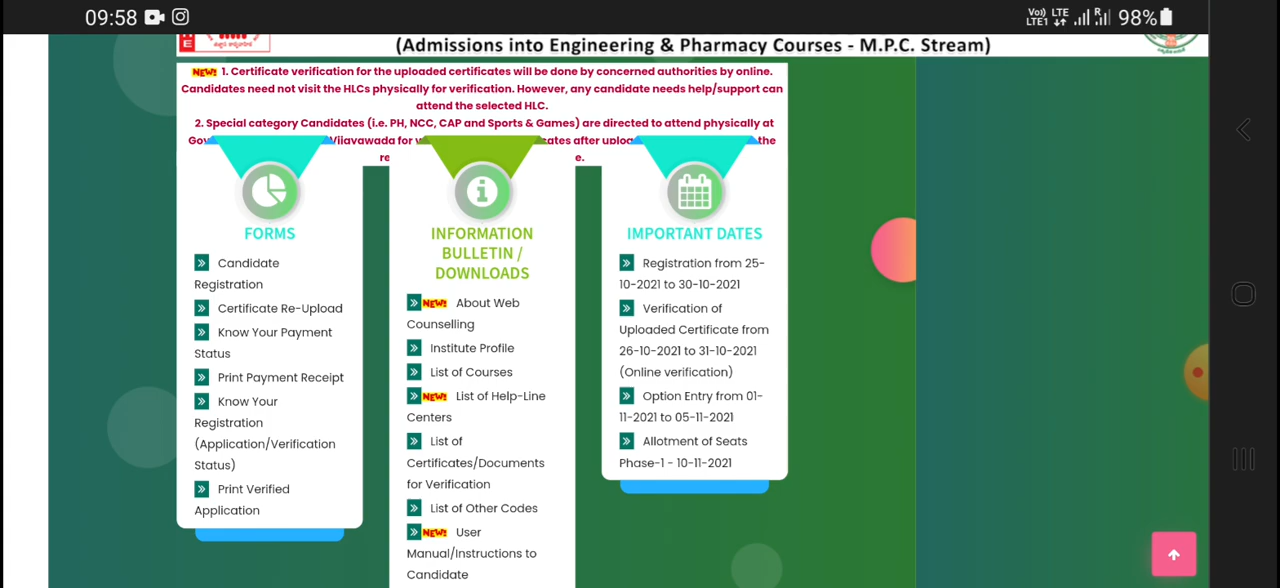 09:58
Vo)) LTE R 98%
LTE1
E
(Admissions into Engineering & Pharmacy Courses - M.P.C. Stream)
NEW! 1. Certificate verification for the uploaded certificates will be done by concerned authorities by online.
Candidates need not visit the HLCs physically for verification. However, any candidate needs help/support can
attend the selected HLC.
2. Special category Candidates (i.e. PH, NCC, CAP and Sports & Games) are directed to attend physically at
Vijayawada for the
FORMS
Candidate
Registration
Certificate Re-Upload
Know Your Payment
Status
Print Payment Receipt
Know Your
Registration
(Application/Verification
Status)
Print Verified
Application
INFORMATION
BULLETIN /
DOWNLOADS
NEW! About Web
Counselling
Institute Profile
List of Courses
NEW! List of Help-Line
Centers
List of
Certificates/Documents
for Verification
List of Other Codes
NEW! User
Manual/Instructions to
Candidate
IMPORTANT DATES
Registration from 25-
10-2021 to 30-10-2021
Verification of
Uploaded Certificate from
26-10-2021 to 31-10-2021
(Online verification)
Option Entry from 01-
11-2021 to 05-11-2021
Allotment of Seats
Phase-1 - 10-11-2021